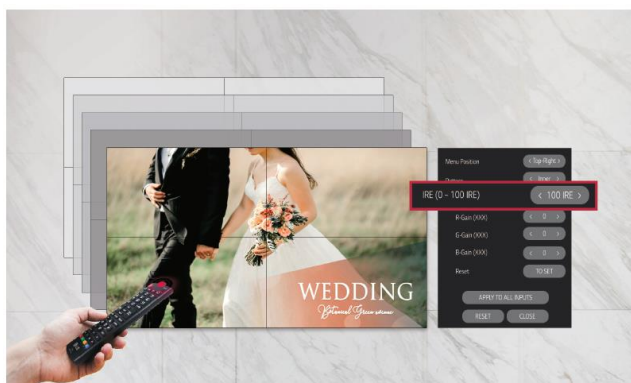 WEDDING
Menu Position
< Top-Right >
< Inner >
IRE (0 ~ 100 IRE)
< 100 IRE >
R-Gain (XXX)
< 0 >
G-Gain (XXX)
< 0 >
B-Gain (XXX)
< 0 >
Reset
TO SET
APPLY TO ALL INPUTS
RESET
CLOSE